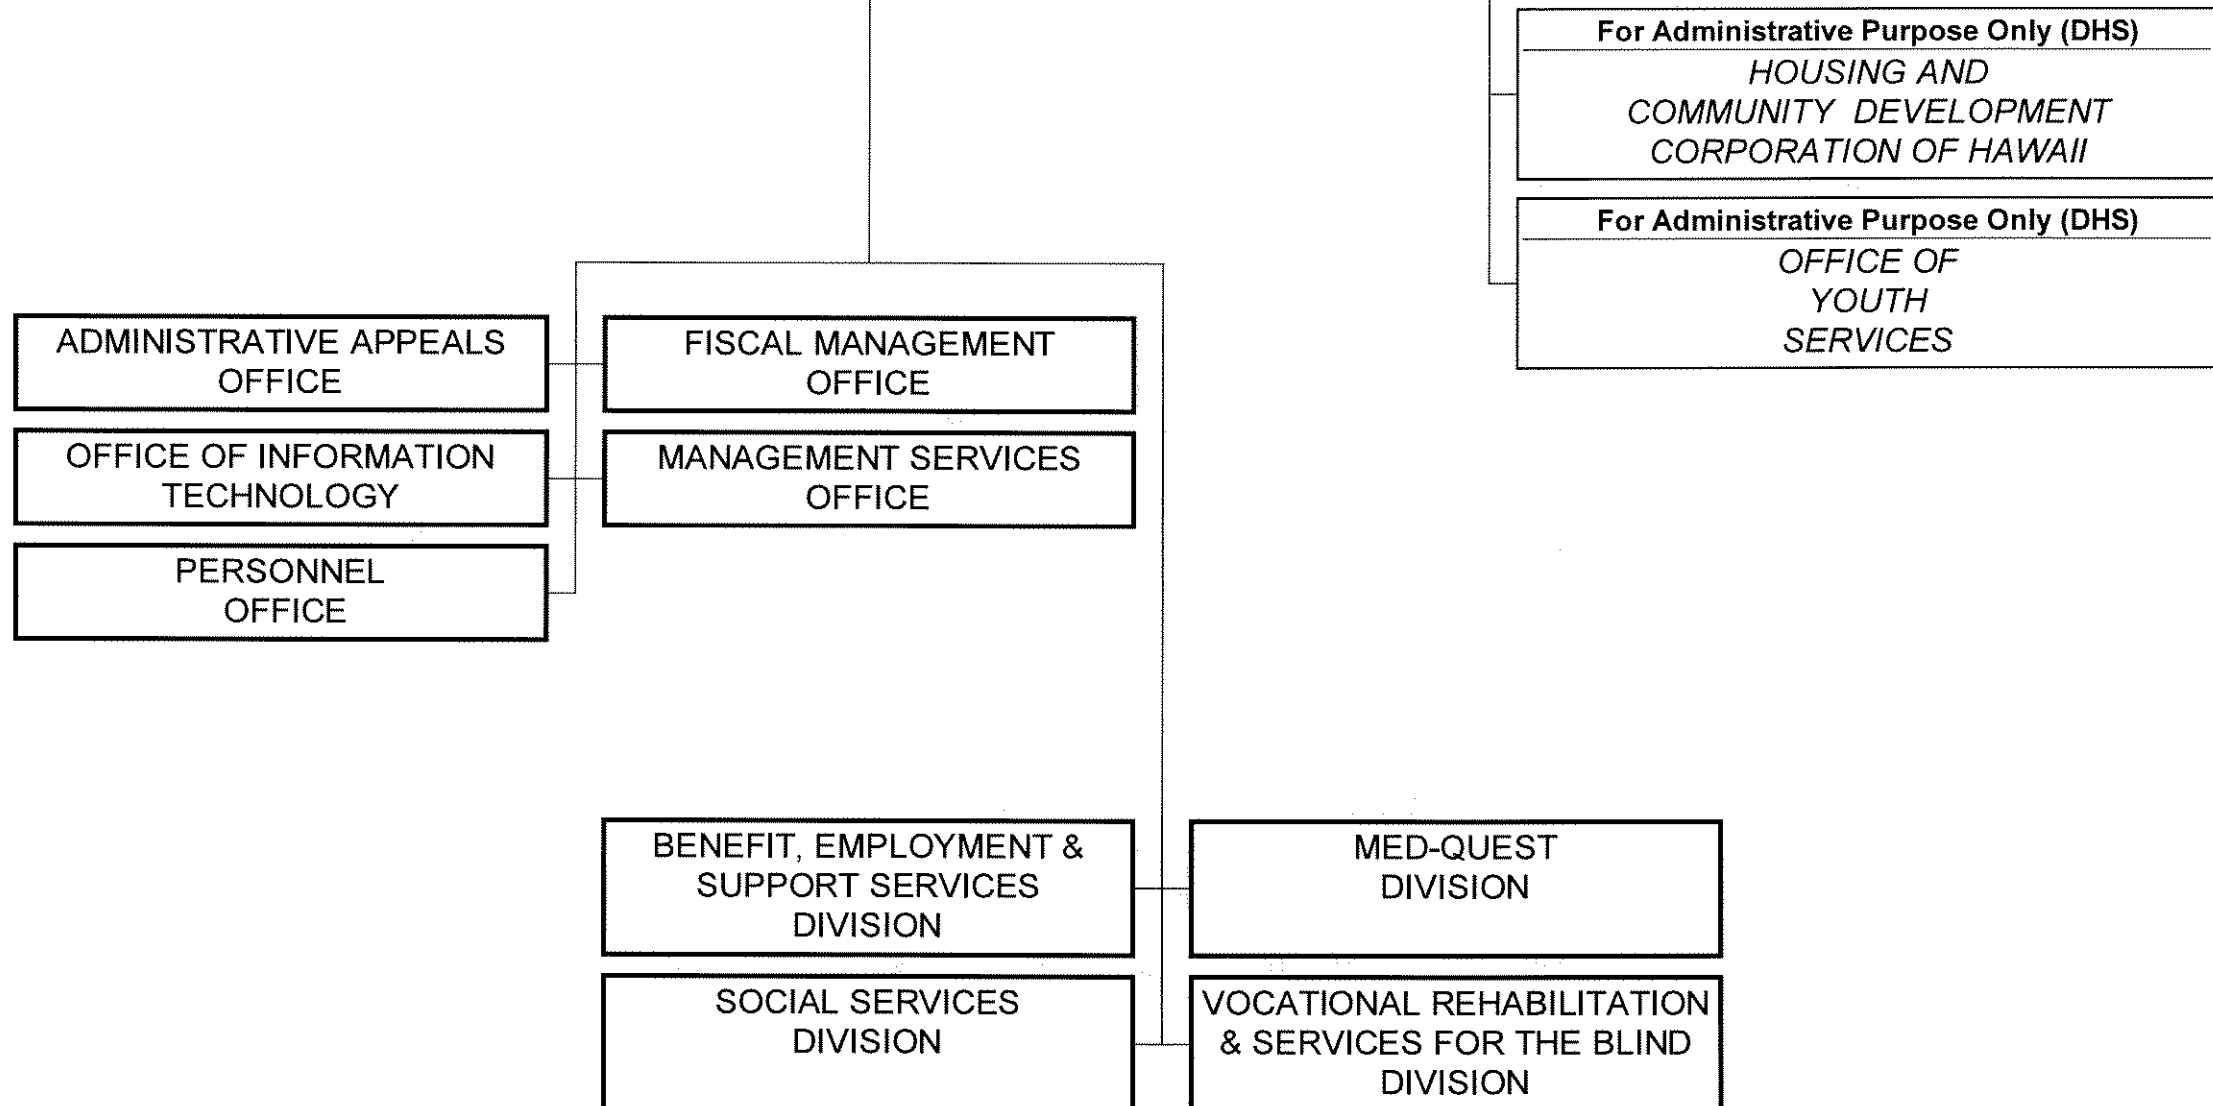 For Administrative Purpose Only (DHS)
HOUSING AND
COMMUNITY DEVELOPMENT
CORPORATION OF HAWAII
For Administrative Purpose Only (DHS)
OFFICE OF
YOUTH
SERVICES
ADMINISTRATIVE APPEALS
OFFICE
FISCAL MANAGEMENT
OFFICE
OFFICE OF INFORMATION
TECHNOLOGY
MANAGEMENT SERVICES
OFFICE
PERSONNEL
OFFICE
BENEFIT, EMPLOYMENT &
SUPPORT SERVICES
DIVISION
MED-QUEST
DIVISION
SOCIAL SERVICES
DIVISION
VOCATIONAL REHABILITATION
& SERVICES FOR THE BLIND
DIVISION